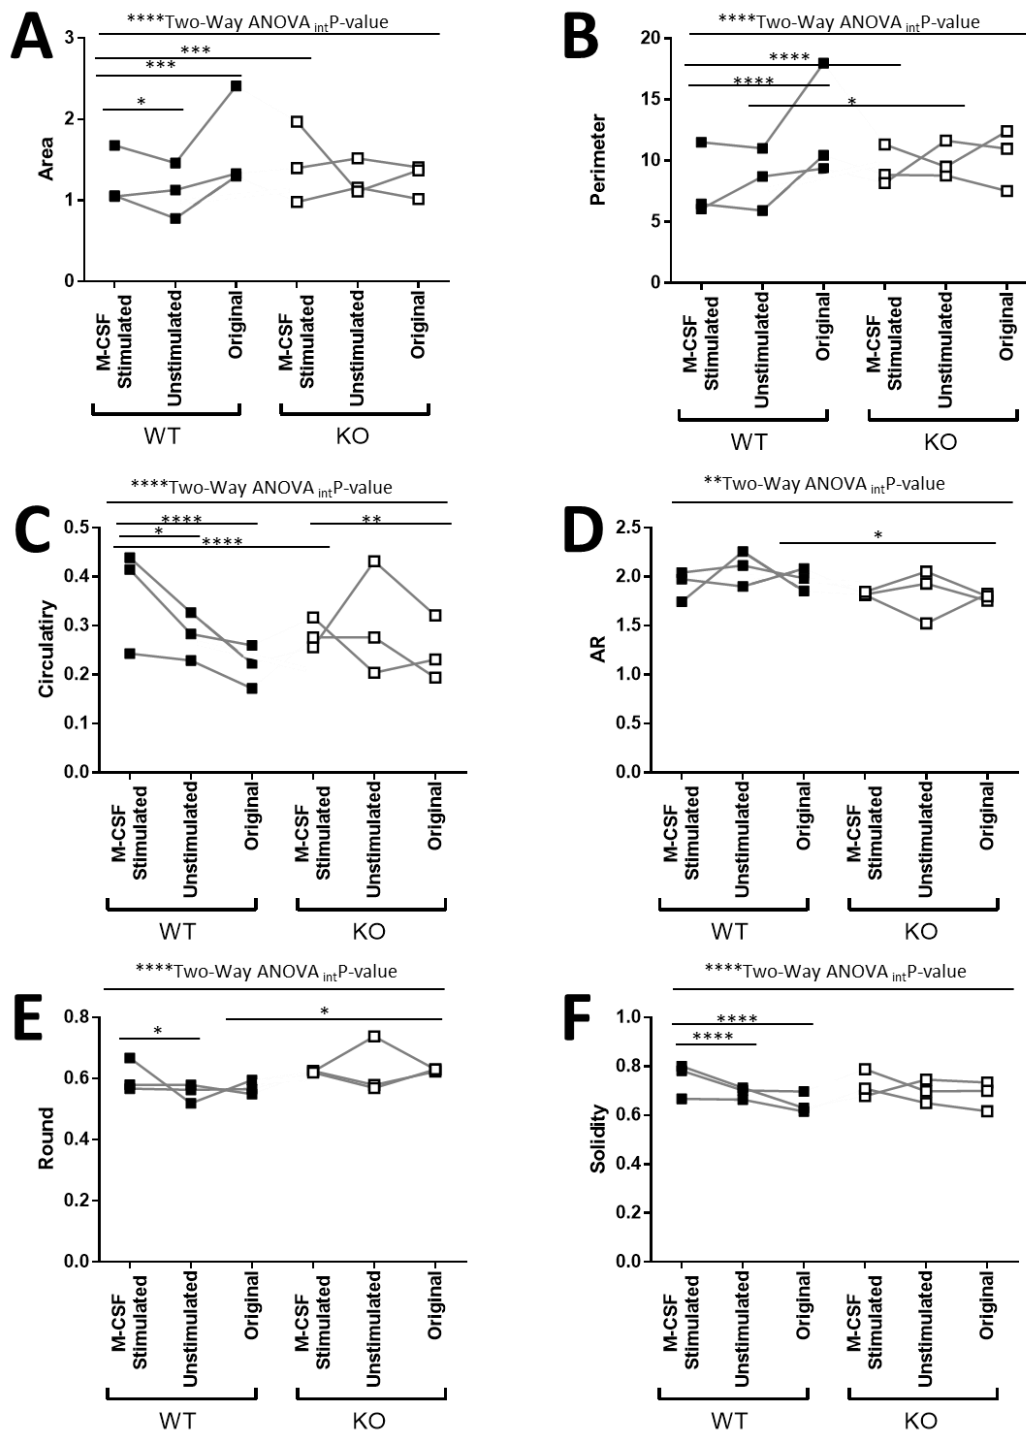 A
****Two-Way ANOVA intP-value
***
***
*
Area
3
2
1
0
M-CSF Stimulated
Unstimulated
Original
M-CSF Stimulated
Unstimulated
Original
WT
KO
B
****Two-Way ANOVA intP-value
****
****
*
Perimeter
20
15
10
5
0
M-CSF Stimulated
Unstimulated
Original
M-CSF Stimulated
Unstimulated
Original
WT
KO
C
****Two-Way ANOVA intP-value
****
**
*
****
Circulatiry
0.5
0.4
0.3
0.2
0.1
0.0
M-CSF Stimulated
Unstimulated
Original
M-CSF Stimulated
Unstimulated
Original
WT
KO
D
**Two-Way ANOVA intP-value
*
AR
2.5
2.0
1.5
1.0
0.5
0.0
M-CSF Stimulated
Unstimulated
Original
M-CSF Stimulated
Unstimulated
Original
WT
KO
E
****Two-Way ANOVA intP-value
*
*
Round
0.8
0.6
0.4
0.2
0.0
M-CSF Stimulated
Unstimulated
Original
M-CSF Stimulated
Unstimulated
Original
WT
KO
F
****Two-Way ANOVA intP-value
****
****
Solidity
1.0
0.8
0.6
0.4
0.2
0.0
M-CSF Stimulated
Unstimulated
Original
M-CSF Stimulated
Unstimulated
Original
WT
KO